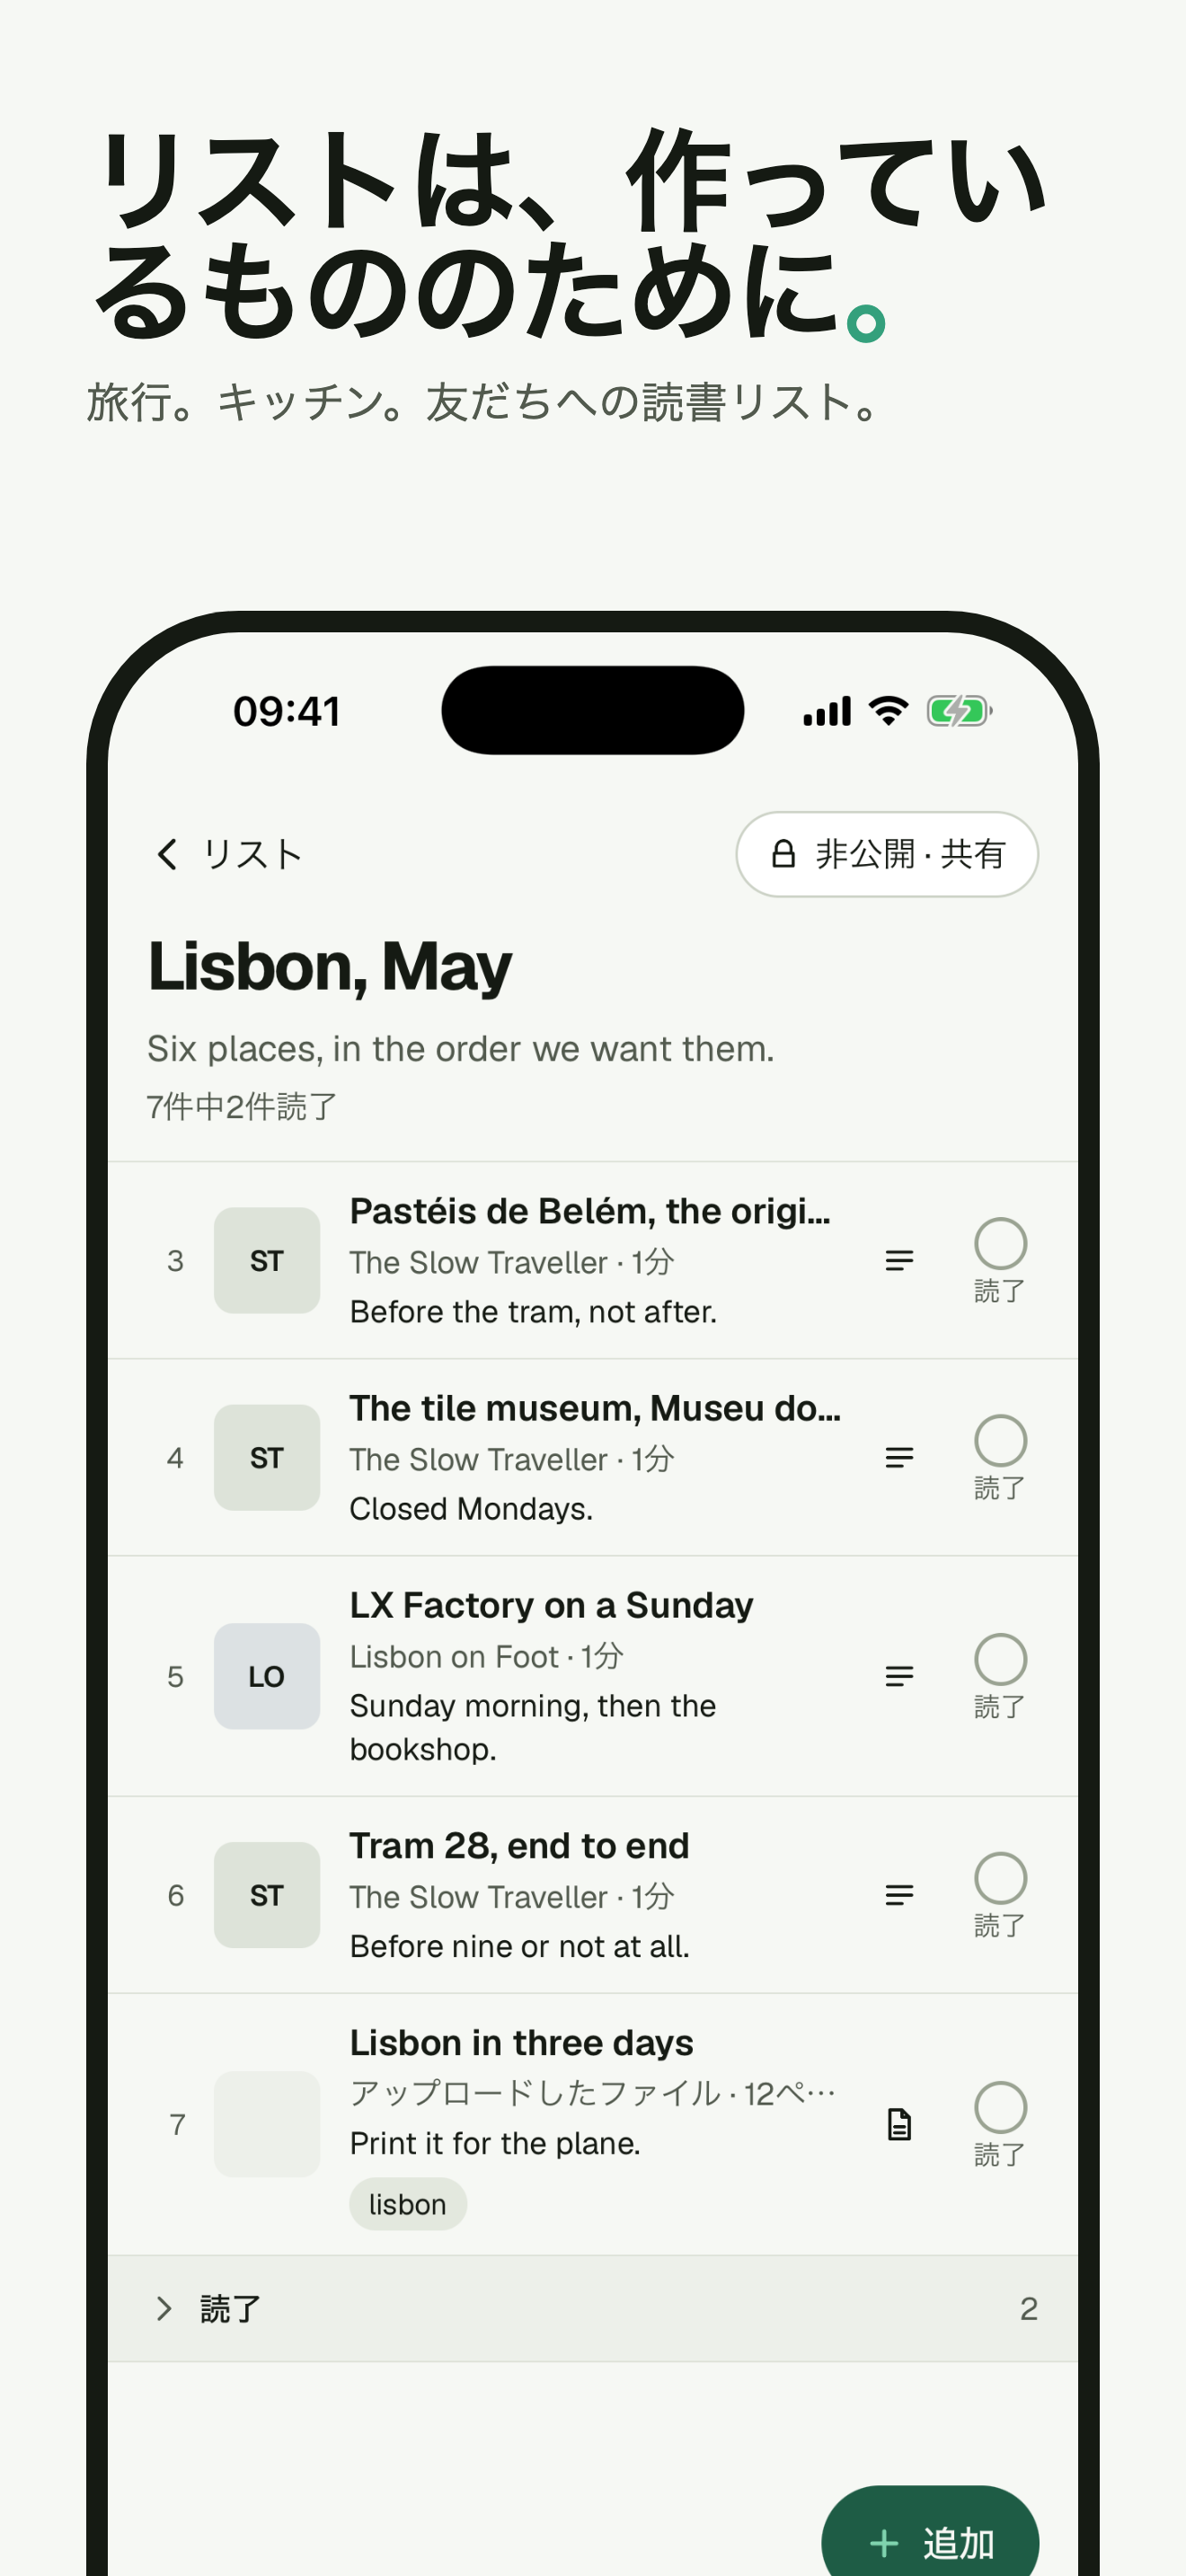 リストは、作ってい
るもののために。
旅行。キッチン。友だちへの読書リスト。
09:41
リスト
非公開 · 共有
Lisbon, May
Six places, in the order we want them.
7件中2件読了
3
ST
Pastéis de Belém, the origi...
The Slow Traveller · 1分
Before the tram, not after.
読了
4
ST
The tile museum, Museu do...
The Slow Traveller · 1分
Closed Mondays.
読了
5
LO
LX Factory on a Sunday
Lisbon on Foot · 1分
Sunday morning, then the
bookshop.
読了
6
ST
Tram 28, end to end
The Slow Traveller · 1分
Before nine or not at all.
読了
7
Lisbon in three days
アップロードしたファイル · 12ペ…
Print it for the plane.
lisbon
読了
読了
2
+ 追加